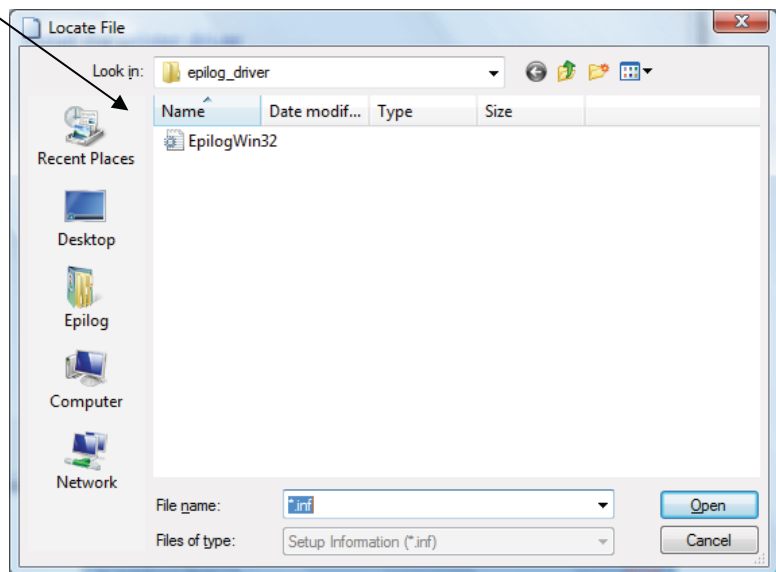 Locate File
Look in: epilog_driver
Name Date modif... Type Size
EpilogWin32
Recent Places
Desktop
Epilog
Computer
Network
File name: *.inf Open
Files of type: Setup Information (*.inf) Cancel